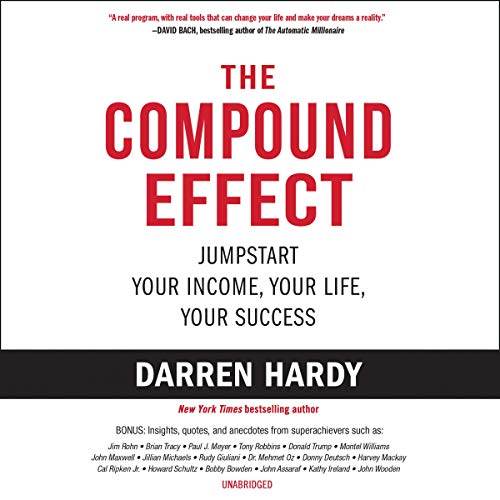 "A real program, with real tools that can change your life and make your dreams a reality."
—DAVID BACH, bestselling author of The Automatic Millionaire
THE
COMPOUND
EFFECT
JUMPSTART
YOUR INCOME, YOUR LIFE,
YOUR SUCCESS
DARREN HARDY
New York Times bestselling author
BONUS: Insights, quotes, and anecdotes from superachievers such as:
Jim Rohn • Brian Tracy • Paul J. Meyer • Tony Robbins • Donald Trump • Montel Williams
John Maxwell • Jillian Michaels • Rudy Giuliani • Dr. Mehmet Oz • Donny Deutsch • Harvey Mackay
Cal Ripken Jr. • Howard Schultz • Bobby Bowden • John Assaraf • Kathy Ireland • John Wooden
UNABRIDGED